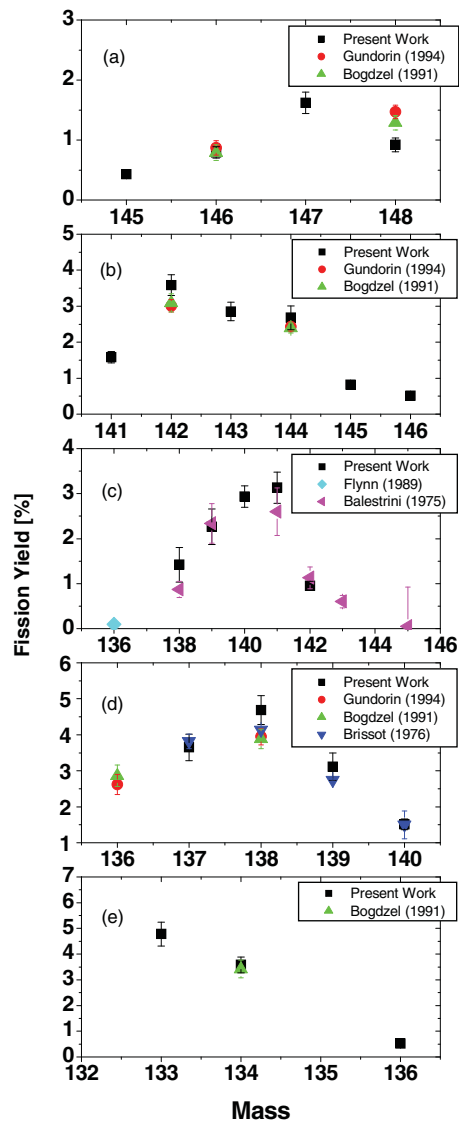 3
2
1
0
(a)
Present Work
Gundorin (1994)
Bogdzel (1991)
145 146 147 148
5
4
3
2
1
0
(b)
Present Work
Gundorin (1994)
Bogdzel (1991)
141 142 143 144 145 146
4
3
2
1
0
(c)
Present Work
Flynn (1989)
Balestrini (1975)
136 138 140 142 144 146
Fission Yield [%]
6
5
4
3
2
1
(d)
Present Work
Gundorin (1994)
Bogdzel (1991)
Brissot (1976)
136 137 138 139 140
7
6
5
4
3
2
1
0
(e)
Present Work
Bogdzel (1991)
132 133 134 135 136
Mass